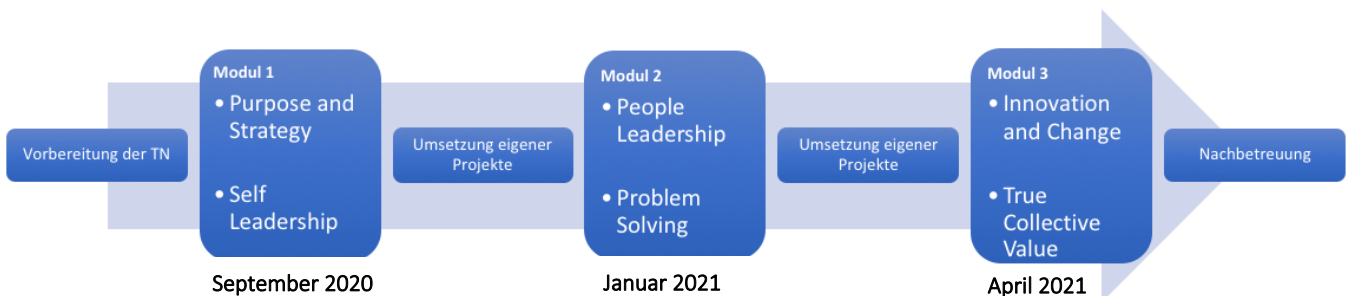 Vorbereitung der TN
Modul 1
• Purpose and
Strategy
• Self
Leadership
September 2020
Umsetzung eigener
Projekte
Modul 2
• People
Leadership
• Problem
Solving
Januar 2021
Umsetzung eigener
Projekte
Modul 3
• Innovation
and Change
• True
Collective
Value
April 2021
Nachbetreuung